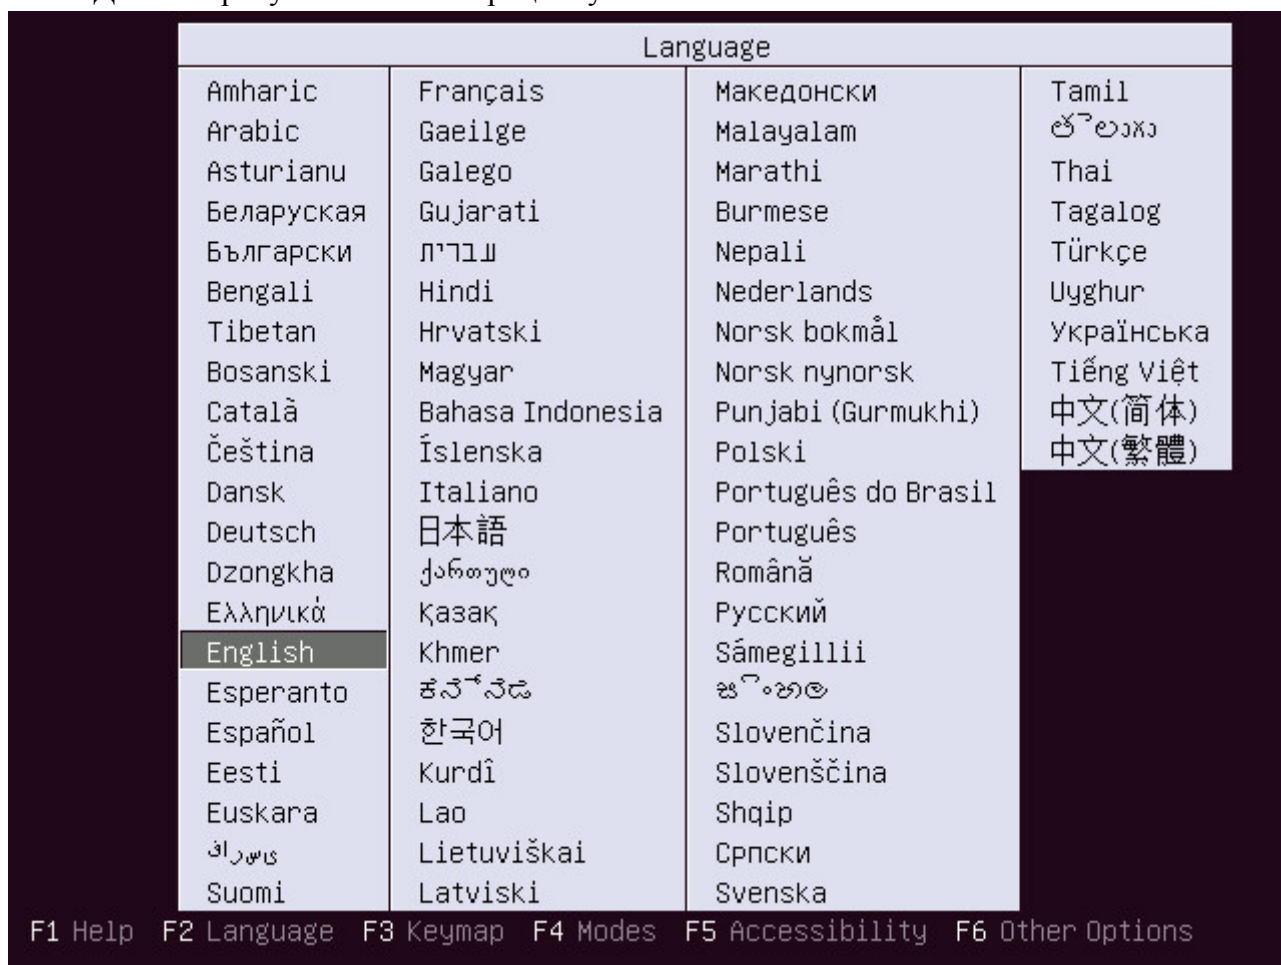 Language
Amharic
Arabic
Asturianu
Беларуская
Български
Bengali
Tibetan
Bosanski
Català
Čeština
Dansk
Deutsch
Dzongkha
Ελληνικά
English
Esperanto
Español
Eesti
Euskara
فارسی
Suomi
Français
Gaeilge
Galego
Gujarati
עברית
Hindi
Hrvatski
Magyar
Bahasa Indonesia
Íslenska
Italiano
日本語
ქართული
Қазақ
Khmer
ಕನ್ನಡ
한국어
Kurdî
Lao
Lietuviškai
Latviski
Македонски
Malayalam
Marathi
Burmese
Nepali
Nederlands
Norsk bokmål
Norsk nynorsk
Punjabi (Gurmukhi)
Polski
Português do Brasil
Português
Română
Русский
Sámegillii
සිංහල
Slovenčina
Slovenščina
Shqip
Српски
Svenska
Tamil
తెలుగు
Thai
Tagalog
Türkçe
Uyghur
Українська
Tiếng Việt
中文(简体)
中文(繁體)
F1 Help F2 Language F3 Keymap F4 Modes F5 Accessibility F6 Other Options